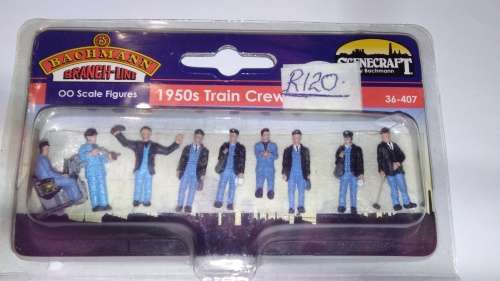 BACHMANN
BRANCH-LINE
SCENECRAFT
by Bachmann
OO Scale Figures
1950s Train Crew
R120.
36-407